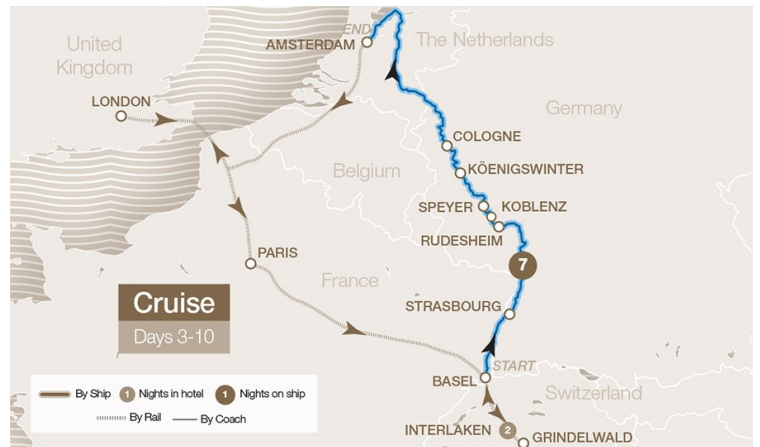 END
AMSTERDAM
The Netherlands
United
Kingdom
LONDON
Germany
COLOGNE
KÖENIGSWINTER
Belgium
SPEYER
KOBLENZ
RUDESHEIM
PARIS
7
France
Cruise
Days 3-10
STRASBOURG
START
BASEL
Switzerland
By Ship
1 Nights in hotel
1 Nights on ship
By Rail
By Coach
INTERLAKEN
2
GRINDELWALD